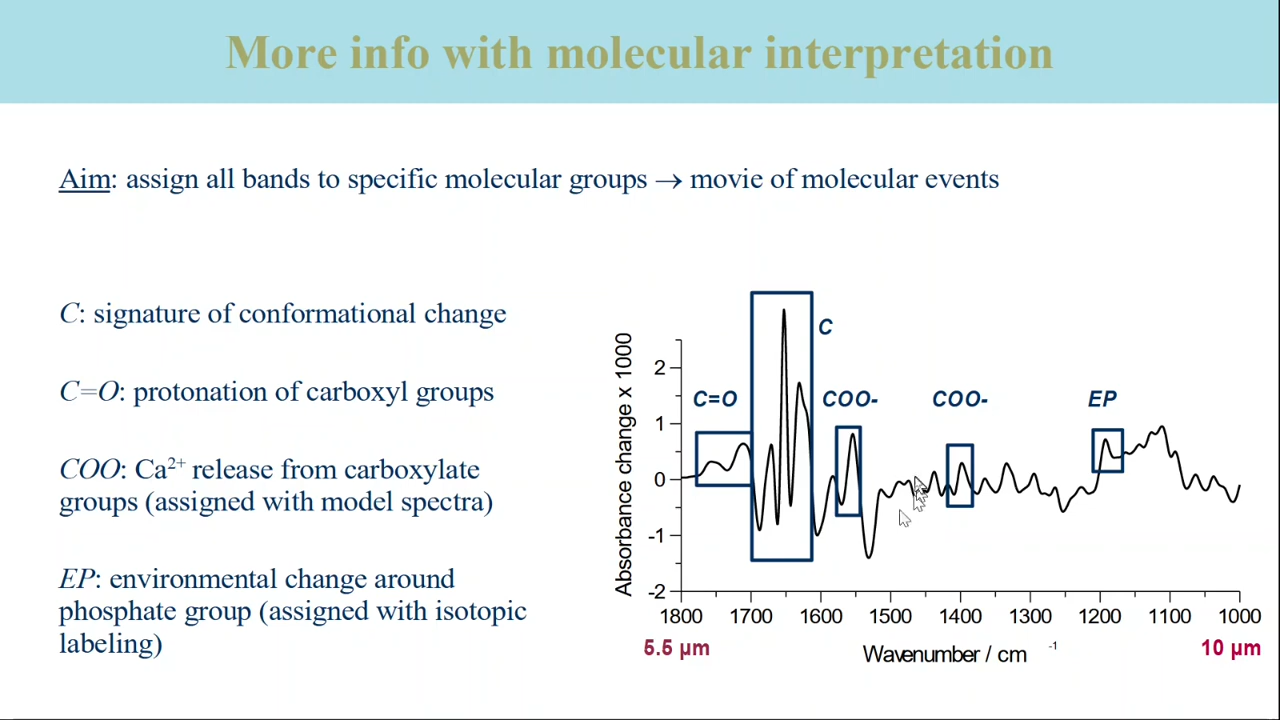 More info with molecular interpretation
Aim: assign all bands to specific molecular groups → movie of molecular events
C: signature of conformational change
C=O: protonation of carboxyl groups
COO: Ca²⁺ release from carboxylate
groups (assigned with model spectra)
EP: environmental change around
phosphate group (assigned with isotopic
labeling)
C
C=O
COO-
COO-
EP
Absorbance change x 1000
2
1
0
-1
-2
1800 1700 1600 1500 1400 1300 1200 1100 1000
5.5 µm
Wavenumber / cm ⁻¹
10 µm